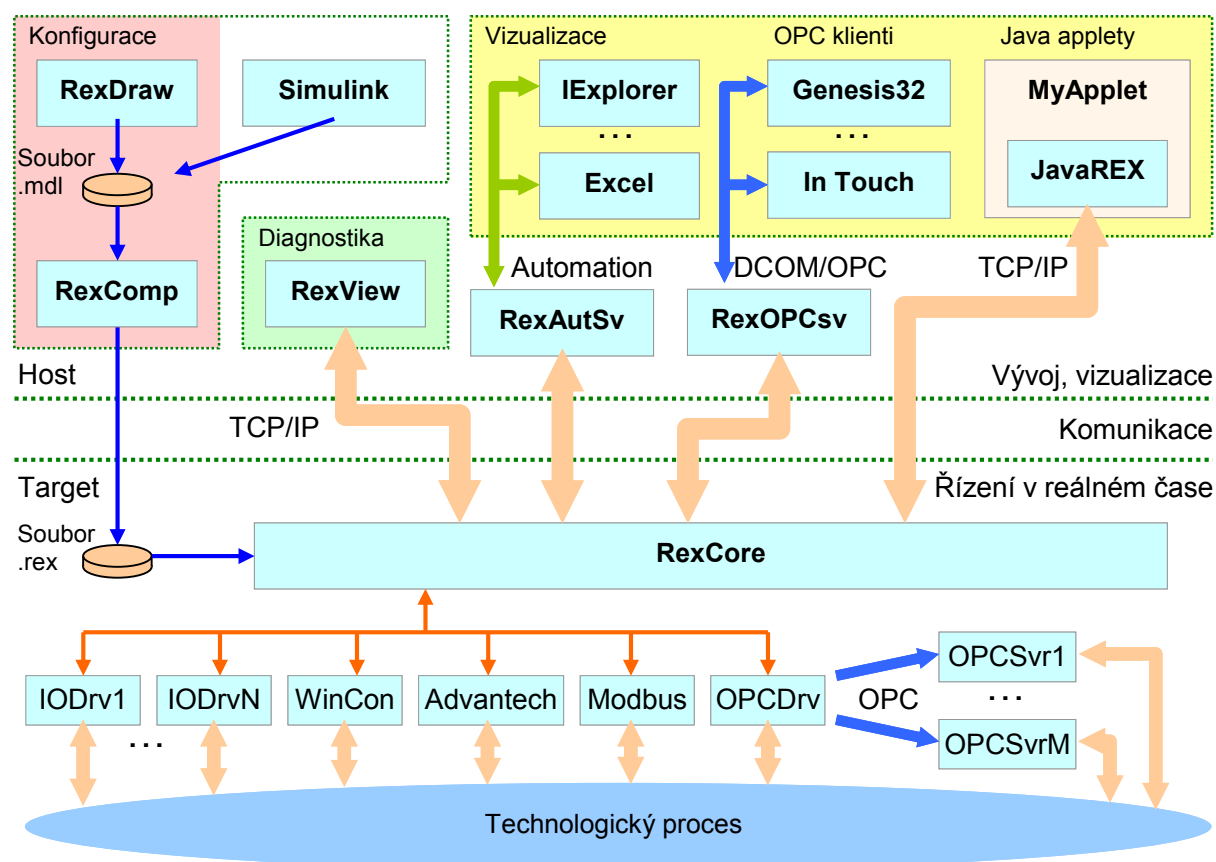 Konfigurace
RexDraw
Simulink
Soubor
.mdl
RexComp
Diagnostika
RexView
Vizualizace
OPC klienti
Java applety
IExplorer
...
Excel
Genesis32
...
In Touch
MyApplet
JavaREX
Automation
DCOM/OPC
TCP/IP
RexAutSv
RexOPCsv
Host
Vývoj, vizualizace
TCP/IP
Komunikace
Target
Řízení v reálném čase
Soubor
.rex
RexCore
IODrv1
...
IODrvN
WinCon
Advantech
Modbus
OPCDrv
OPC
OPCSvr1
...
OPCSvrM
Technologický proces